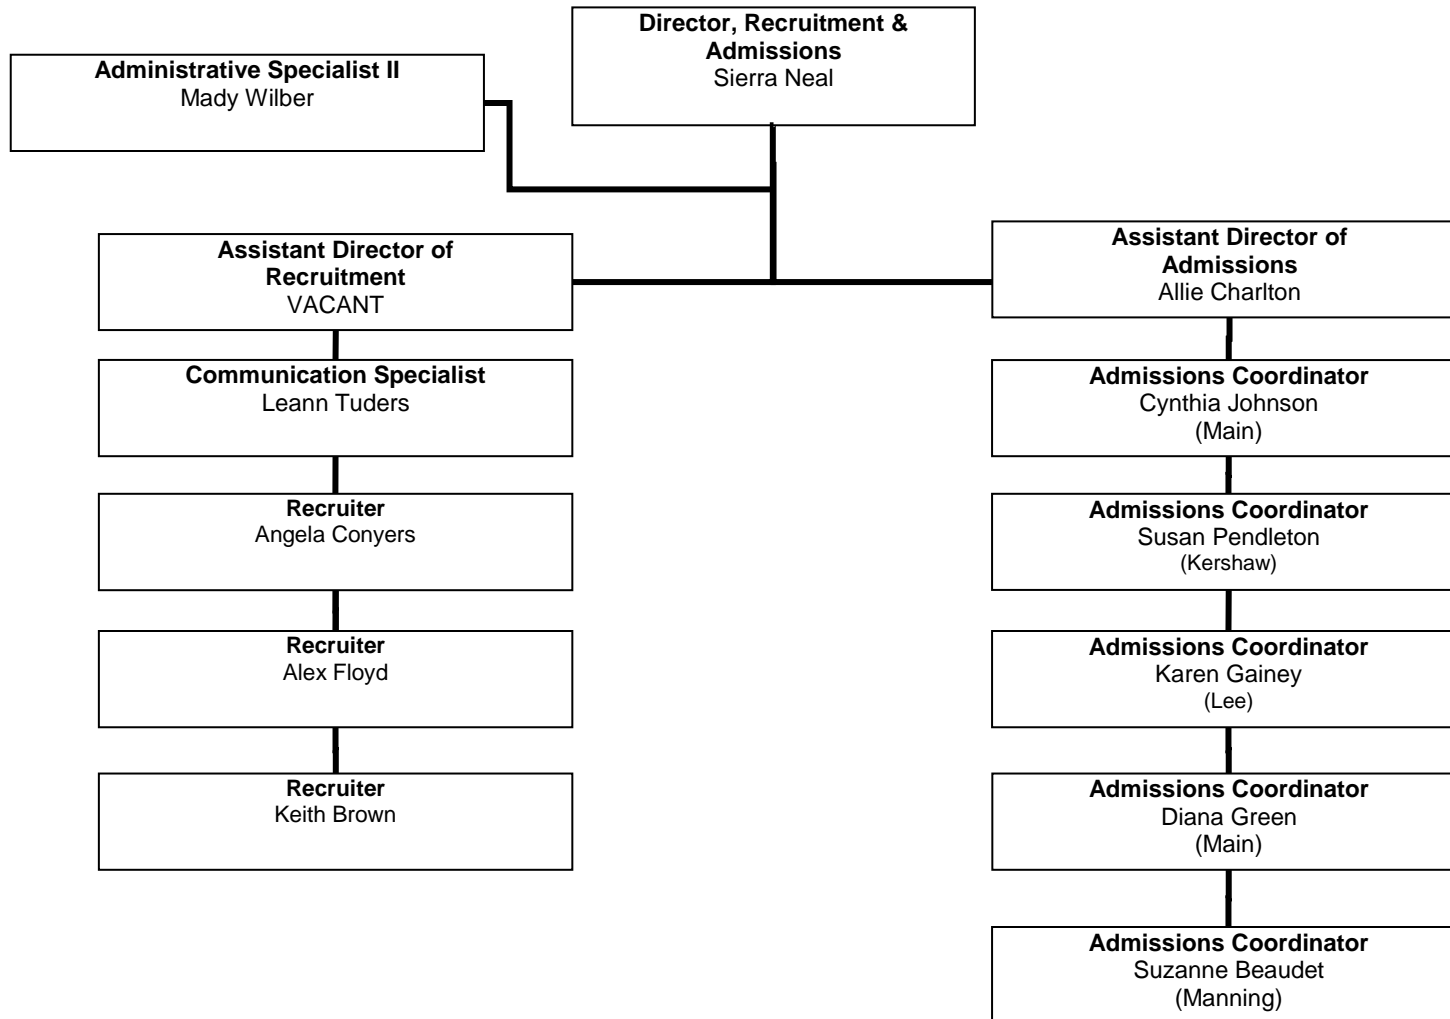 Director, Recruitment &
Admissions
Sierra Neal
Administrative Specialist II
Mady Wilber
Assistant Director of
Recruitment
VACANT
Communication Specialist
Leann Tuders
Recruiter
Angela Conyers
Recruiter
Alex Floyd
Recruiter
Keith Brown
Assistant Director of
Admissions
Allie Charlton
Admissions Coordinator
Cynthia Johnson
(Main)
Admissions Coordinator
Susan Pendleton
(Kershaw)
Admissions Coordinator
Karen Gainey
(Lee)
Admissions Coordinator
Diana Green
(Main)
Admissions Coordinator
Suzanne Beaudet
(Manning)